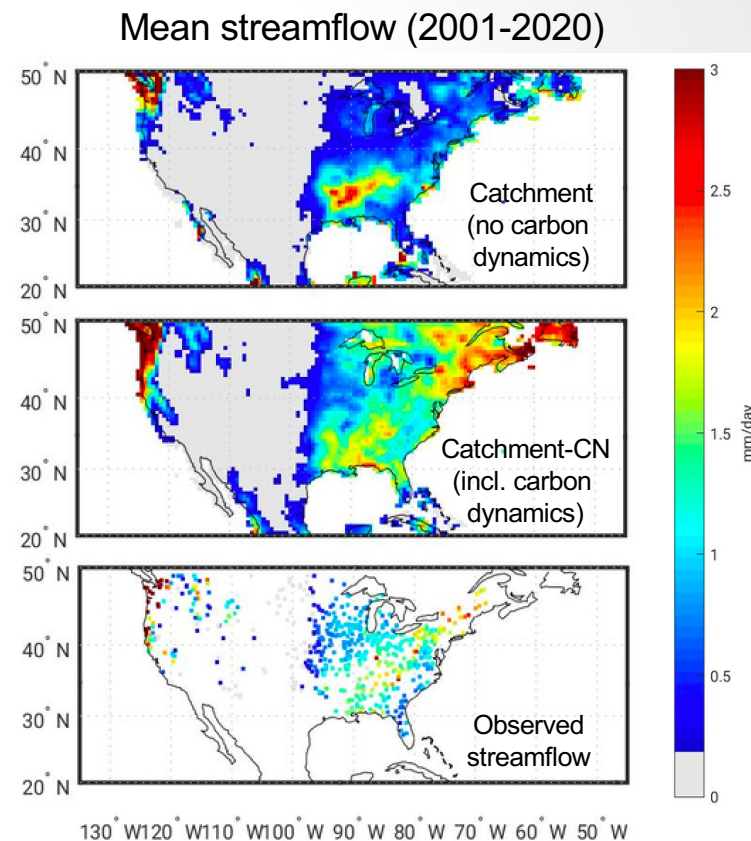 Mean streamflow (2001-2020)
50° N
40° N
30° N
20° N
Catchment
(no carbon
dynamics)
50° N
40° N
30° N
20° N
Catchment-CN
(incl. carbon
dynamics)
50° N
40° N
30° N
20° N
Observed
streamflow
130° W120° W110° W100° W 90° W 80° W 70° W 60° W 50° W
3
2.5
2
1.5
1
0.5
0
mm/day